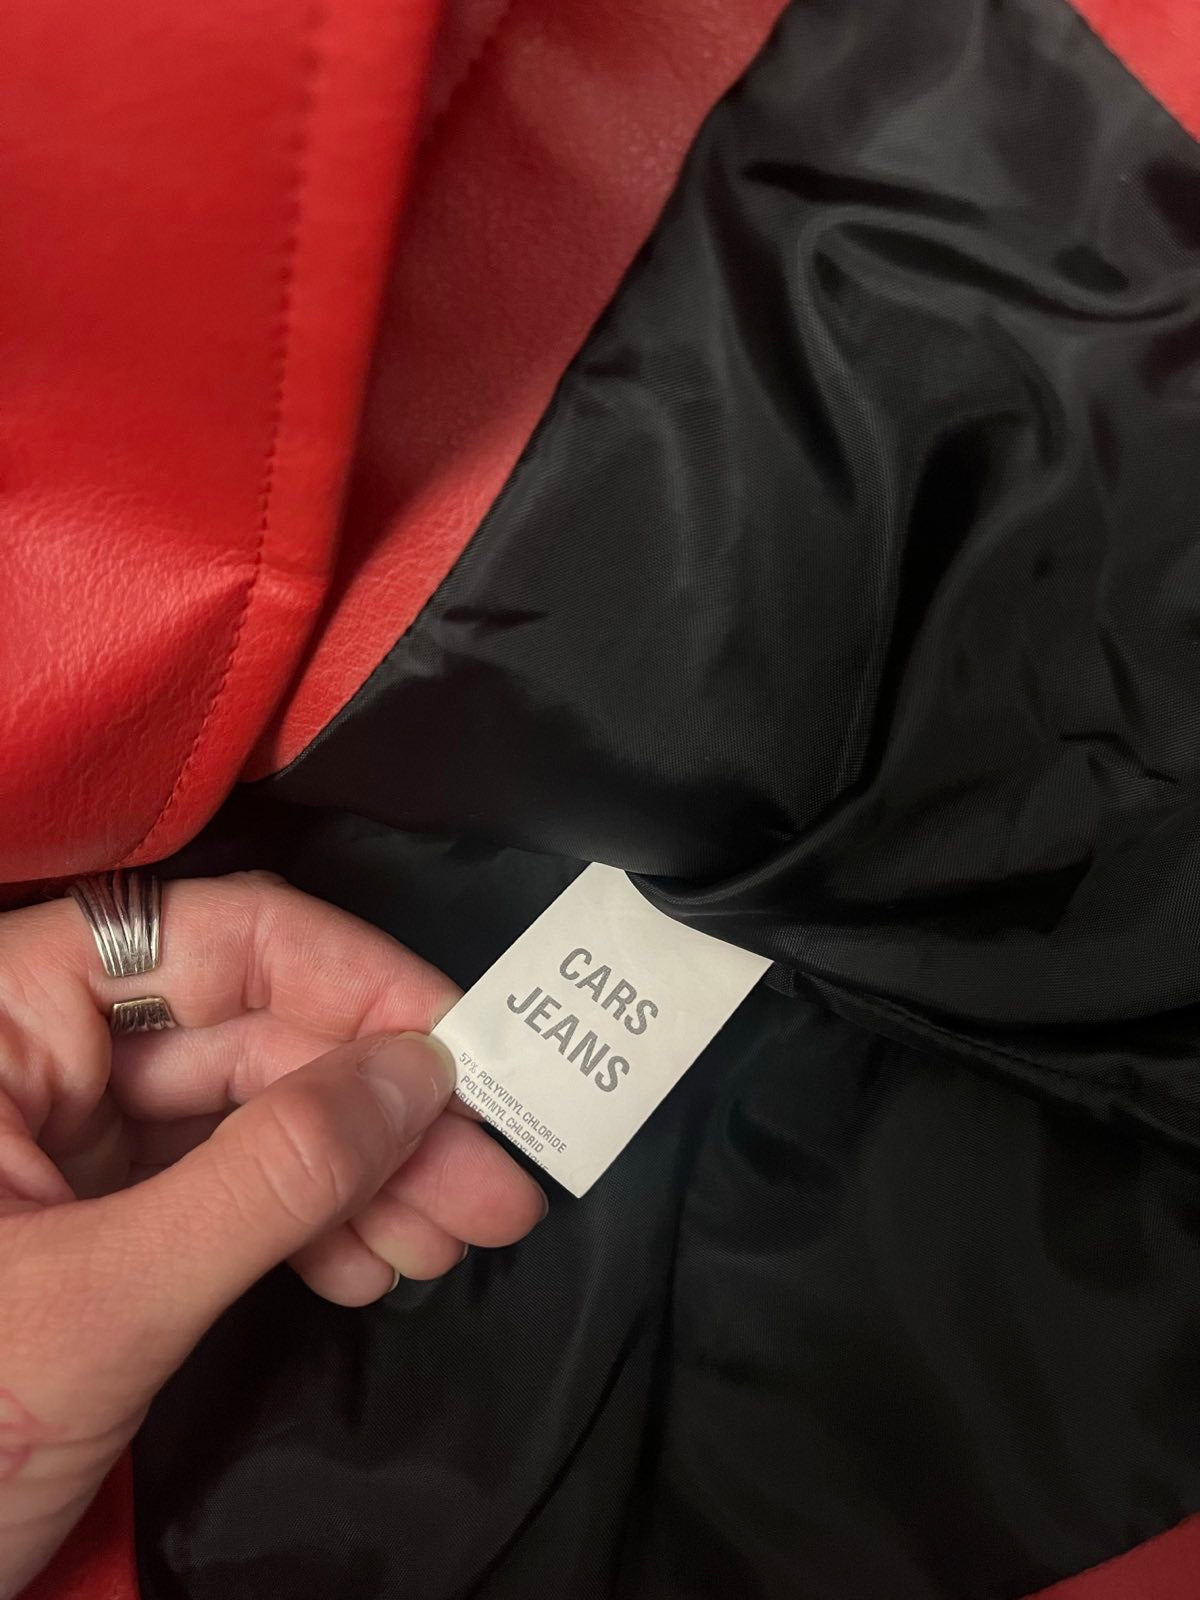 CARS
JEANS
57% POLYVINYL CHLORIDE
POLYVINYL CHLORID